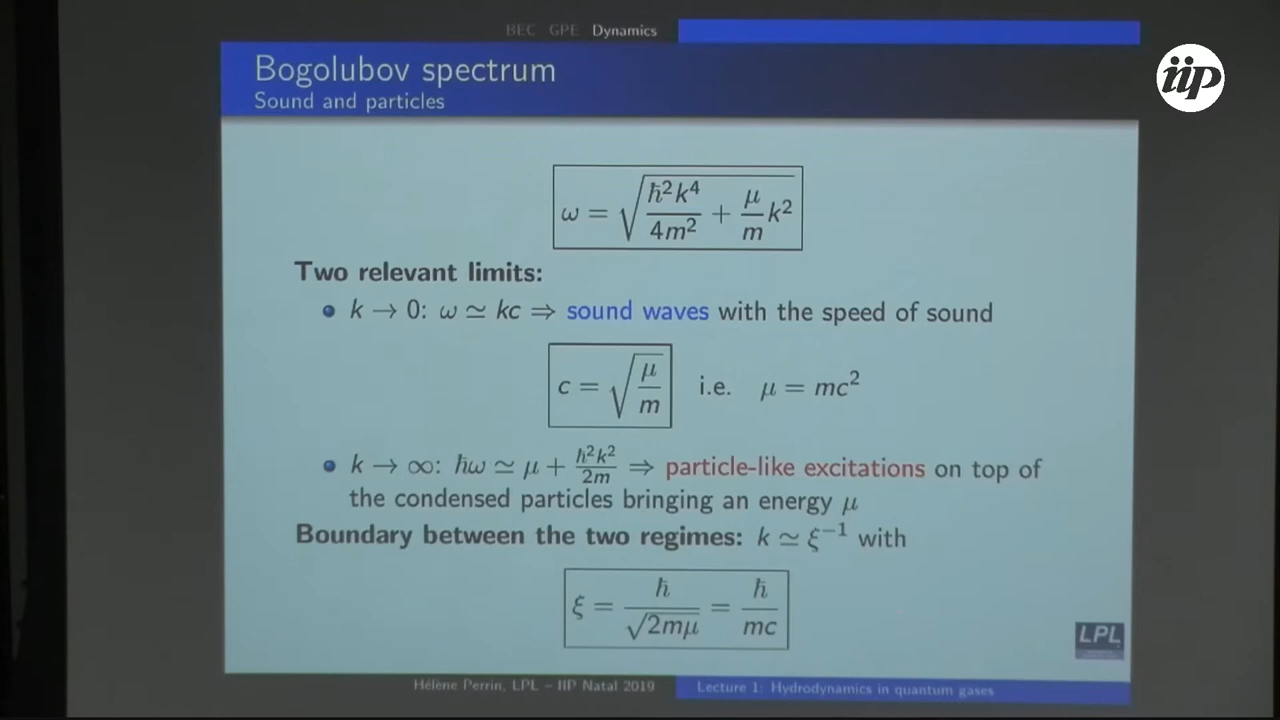 BEC GPE Dynamics
iip
Bogolubov spectrum
Sound and particles
ω = √(ħ²k⁴/4m² + μ/m k²)
Two relevant limits:
• k → 0: ω ≃ kc ⇒ sound waves with the speed of sound
c = √(μ/m) i.e. μ = mc²
• k → ∞: ħω ≃ μ + ħ²k²/2m ⇒ particle-like excitations on top of
the condensed particles bringing an energy μ
Boundary between the two regimes: k ≃ ξ⁻¹ with
ξ = ħ/√2mμ = ħ/mc
LPL
Hélène Perrin, LPL – IIP Natal 2019 Lecture 1: Hydrodynamics in quantum gases